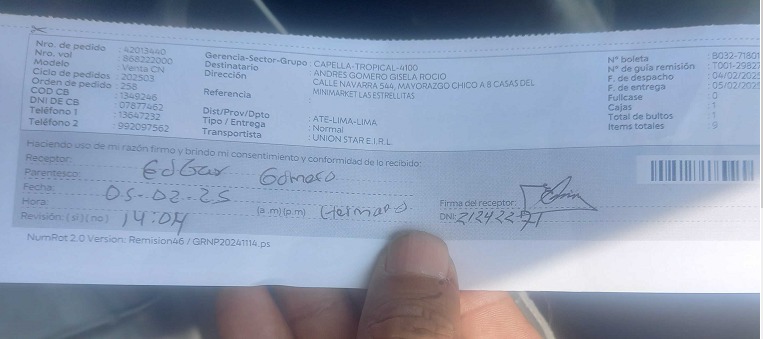 Nro. de pedido : 42013440
Nro. vol : 868222000
Modelo : Venta CN
Ciclo de pedidos : 202503
Orden de pedido : 258
COD CB : 1349246
DNI DE CB : 07877462
Teléfono 1 : 13647232
Teléfono 2 : 992097562
Gerencia-Sector-Grupo : CAPELLA-TROPICAL-4100
Destinatario : ANDRES GOMERO GISELA ROCIO
Dirección : CALLE NAVARRA 544, MAYORAZGO CHICO A 8 CASAS DEL
Referencia : MINIMARKET LAS ESTRELLITAS
Dist/Prov/Dpto : ATE-LIMA-LIMA
Tipo / Entrega : Normal
Transportista : UNION STAR E.I.R.L.
N° boleta : B032-71801
N° de guía remisión : T001-29827
F. de despacho : 04/02/202
F. de entrega : 05/02/202
Fullcase : 0
Cajas : 1
Total de bultos : 1
Items totales : 9
Haciendo uso de mi razón firmo y brindo mi consentimiento y conformidad de lo recibido:
Receptor: Edgar Gomero
Parentesco:
Fecha: 05-02-25
Hora: 14:04 (a.m) (p.m) Hermano
Revisión: ( si ) ( no )
Firma del receptor:
DNI:
NumRot 2.0 Version: Remision46 / GRNP20241114.ps